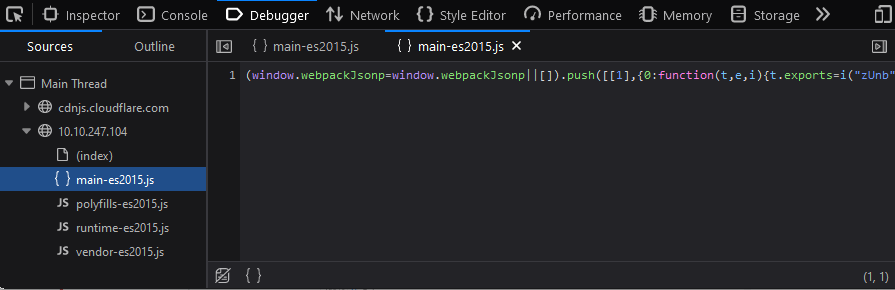 Inspector Console Debugger Network Style Editor Performance Memory Storage
Sources Outline
main-es2015.js main-es2015.js
Main Thread
cdnjs.cloudflare.com
10.10.247.104
(index)
{ } main-es2015.js
JS polyfills-es2015.js
JS runtime-es2015.js
JS vendor-es2015.js
1 (window.webpackJsonp=window.webpackJsonp||[]).push([[1],{0:function(t,e,i){t.exports=i("zUnb"
{ } (1, 1)